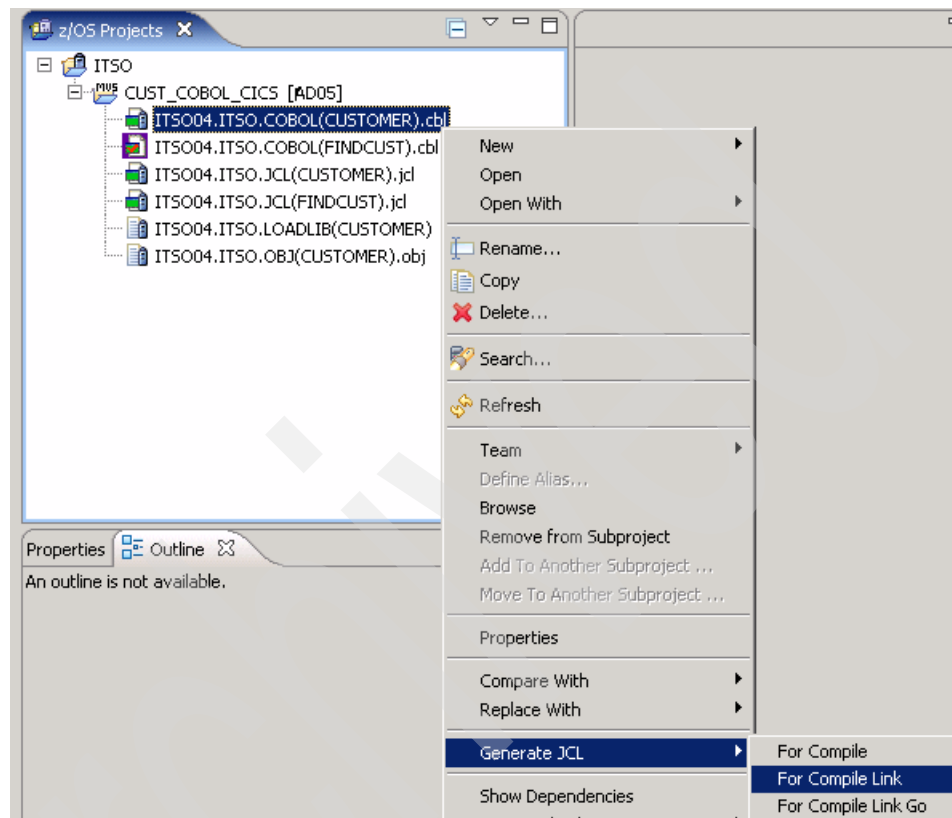 z/OS Projects
ITSO
MVS CUST_COBOL_CICS [AD05]
ITSO04.ITSO.COBOL(CUSTOMER).cbl
ITSO04.ITSO.COBOL(FINDCUST).cbl
ITSO04.ITSO.JCL(CUSTOMER).jcl
ITSO04.ITSO.JCL(FINDCUST).jcl
ITSO04.ITSO.LOADLIB(CUSTOMER)
ITSO04.ITSO.OBJ(CUSTOMER).obj
Properties Outline
An outline is not available.
New
Open
Open With
Rename...
Copy
Delete...
Search...
Refresh
Team
Define Alias...
Browse
Remove from Subproject
Add To Another Subproject ...
Move To Another Subproject ...
Properties
Compare With
Replace With
Generate JCL
Show Dependencies
For Compile
For Compile Link
For Compile Link Go